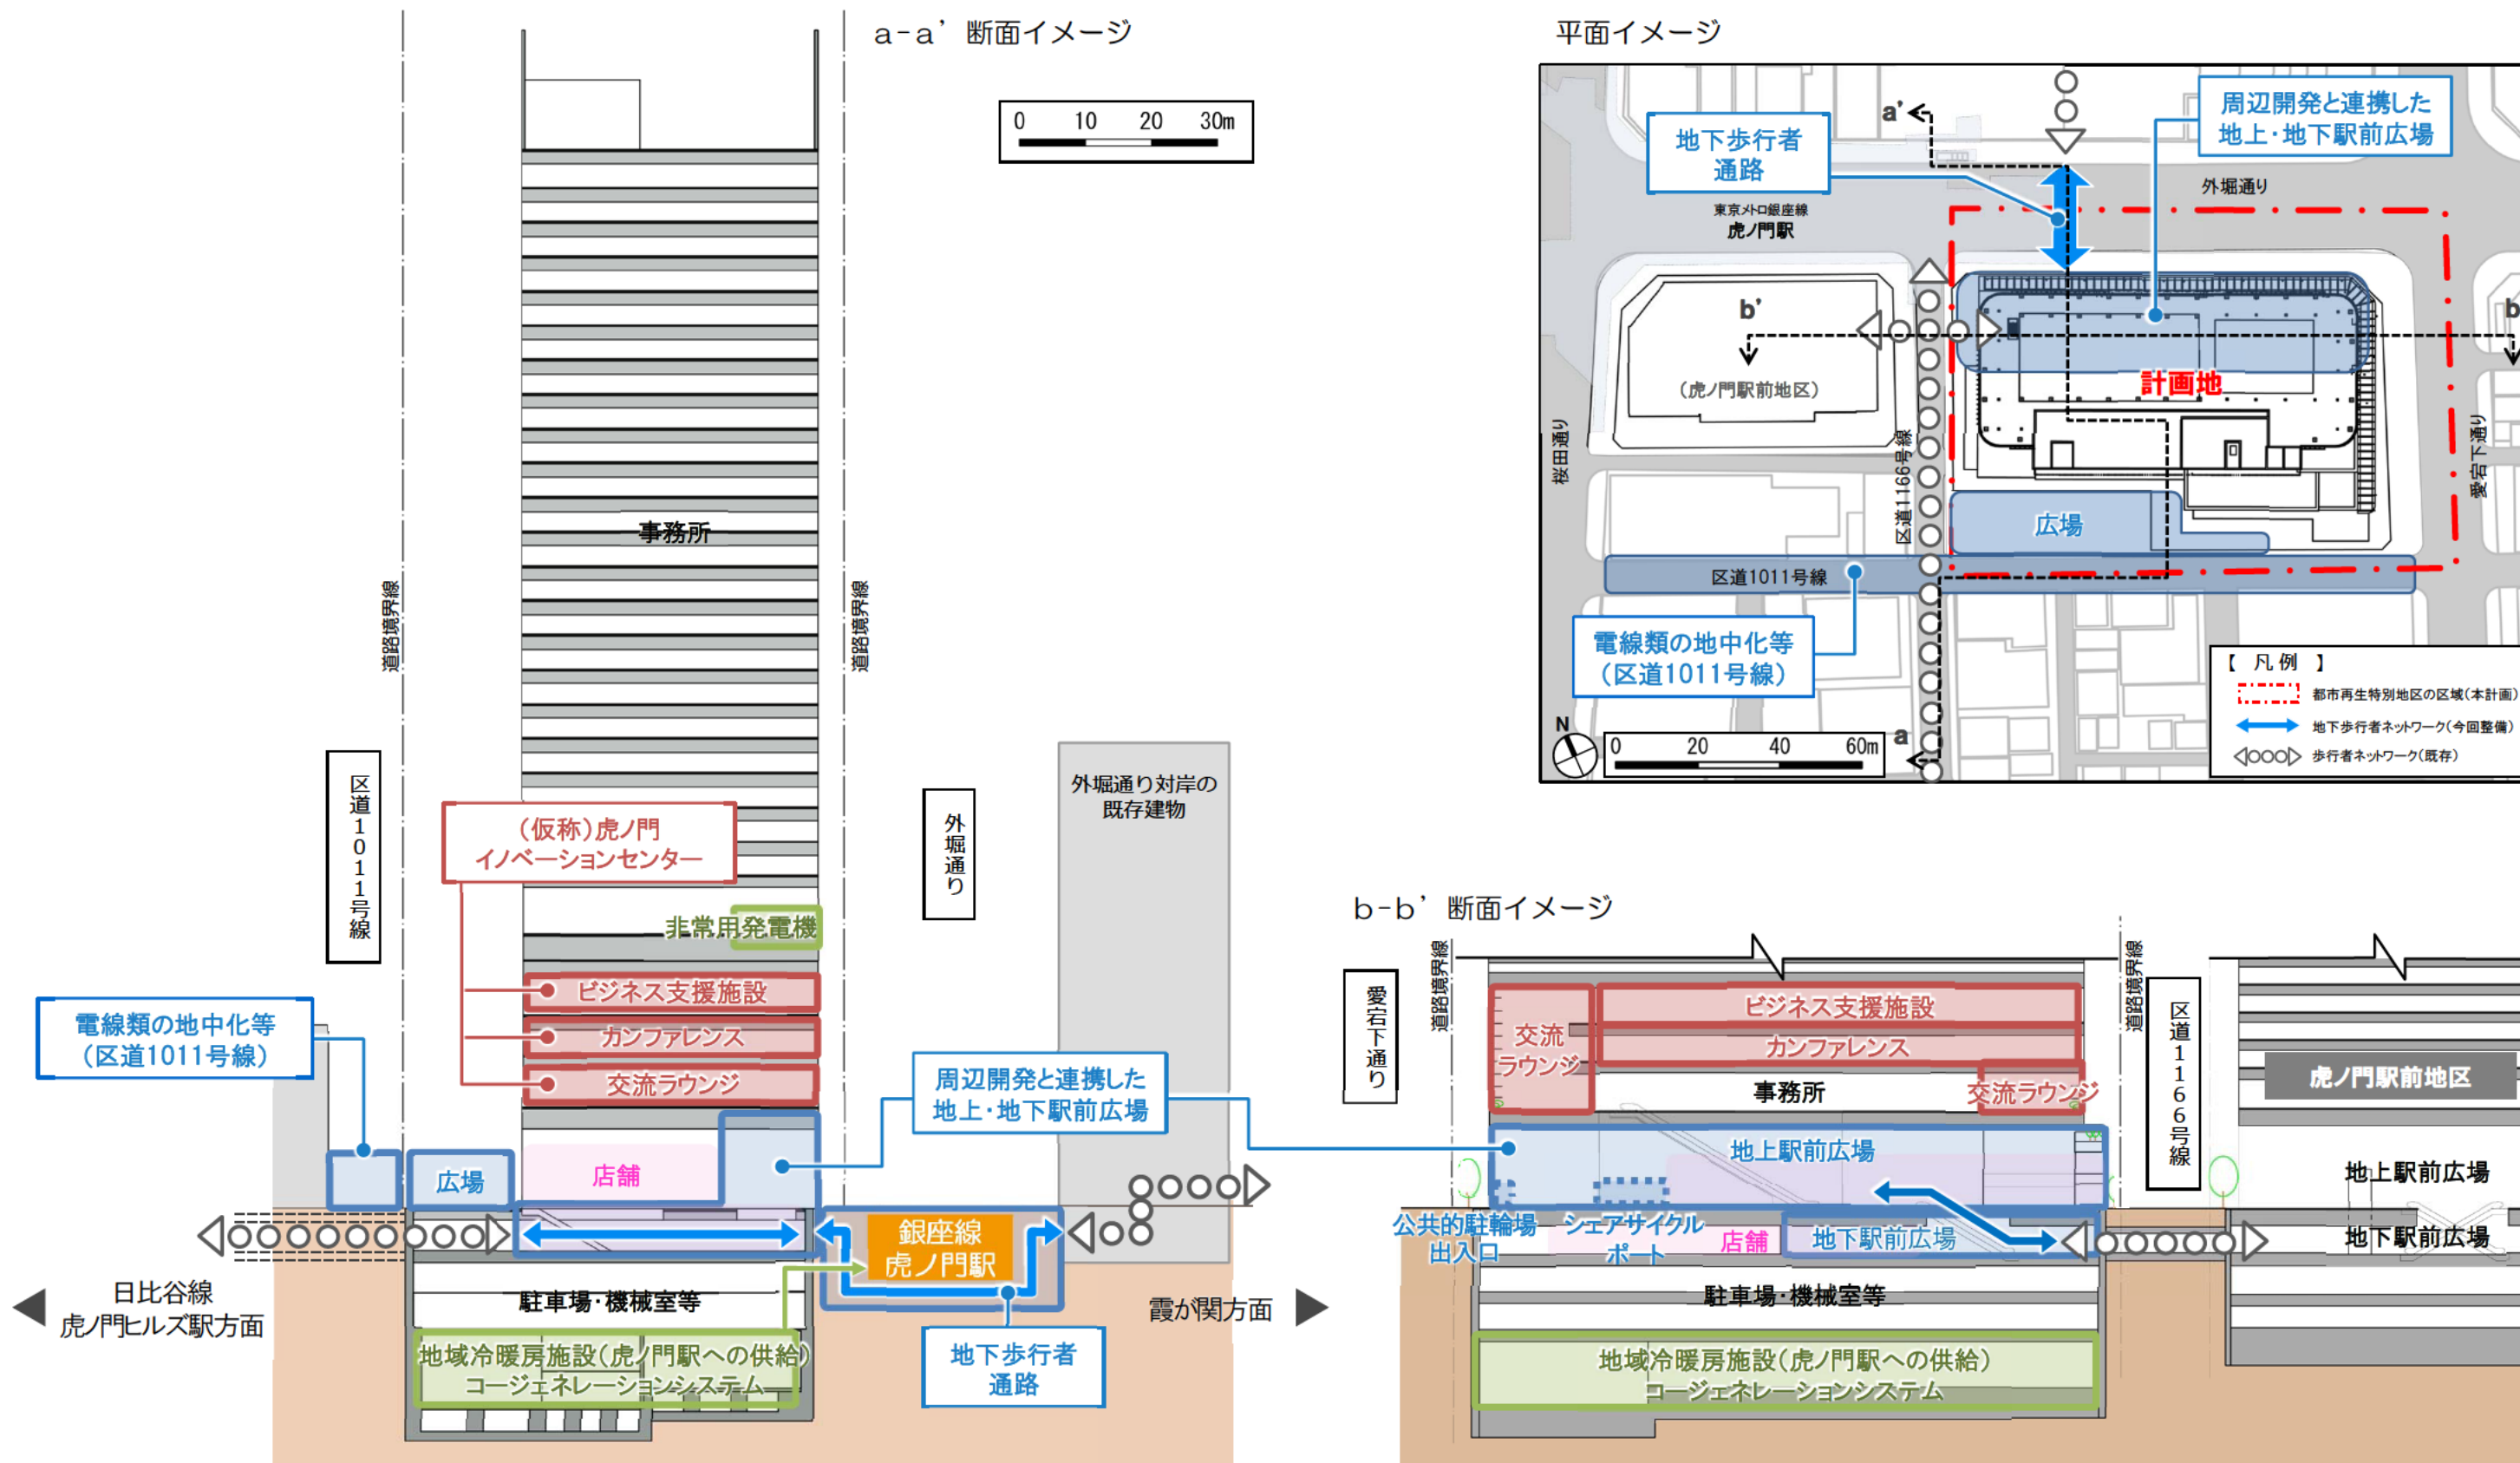 a-a’ 断面イメージ
0 10 20 30m
道路境界線
道路境界線
事務所
区道1011号線
外堀通り
外堀通り対岸の
既存建物
（仮称）虎ノ門
イノベーションセンター
非常用発電機
ビジネス支援施設
カンファレンス
交流ラウンジ
電線類の地中化等
（区道1011号線）
周辺開発と連携した
地上・地下駅前広場
広場
店舗
銀座線
虎ノ門駅
日比谷線
虎ノ門ヒルズ駅方面
霞が関方面
駐車場・機械室等
地域冷暖房施設（虎ノ門駅への供給）
コージェネレーションシステム
地下歩行者
通路
平面イメージ
a’
地下歩行者
通路
周辺開発と連携した
地上・地下駅前広場
外堀通り
東京メトロ銀座線
虎ノ門駅
b’
b
（虎ノ門駅前地区）
計画地
桜田通り
区道1166号線
愛宕下通り
広場
区道1011号線
電線類の地中化等
（区道1011号線）
N
0 20 40 60m
a
【 凡例 】
都市再生特別地区の区域（本計画）
地下歩行者ネットワーク（今回整備）
歩行者ネットワーク（既存）
b-b’ 断面イメージ
愛宕下通り
道路境界線
道路境界線
区道1166号線
交流
ラウンジ
ビジネス支援施設
カンファレンス
事務所
交流ラウンジ
虎ノ門駅前地区
地上駅前広場
地上駅前広場
公共的駐輪場
出入口
シェアサイクル
ポート
店舗
地下駅前広場
地下駅前広場
駐車場・機械室等
地域冷暖房施設（虎ノ門駅への供給）
コージェネレーションシステム